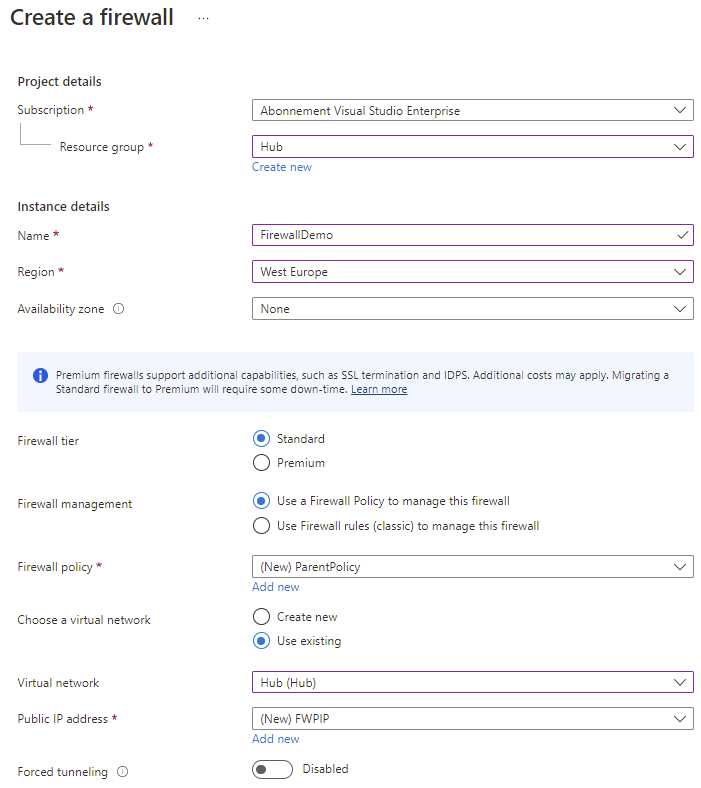 Create a firewall ...
Project details
Subscription * Abonnement Visual Studio Enterprise
Resource group * Hub
Create new
Instance details
Name * FirewallDemo
Region * West Europe
Availability zone None
Premium firewalls support additional capabilities, such as SSL termination and IDPS. Additional costs may apply. Migrating a
Standard firewall to Premium will require some down-time. Learn more
Firewall tier Standard
Premium
Firewall management Use a Firewall Policy to manage this firewall
Use Firewall rules (classic) to manage this firewall
Firewall policy * (New) ParentPolicy
Add new
Choose a virtual network Create new
Use existing
Virtual network Hub (Hub)
Public IP address * (New) FWPIP
Add new
Forced tunneling Disabled